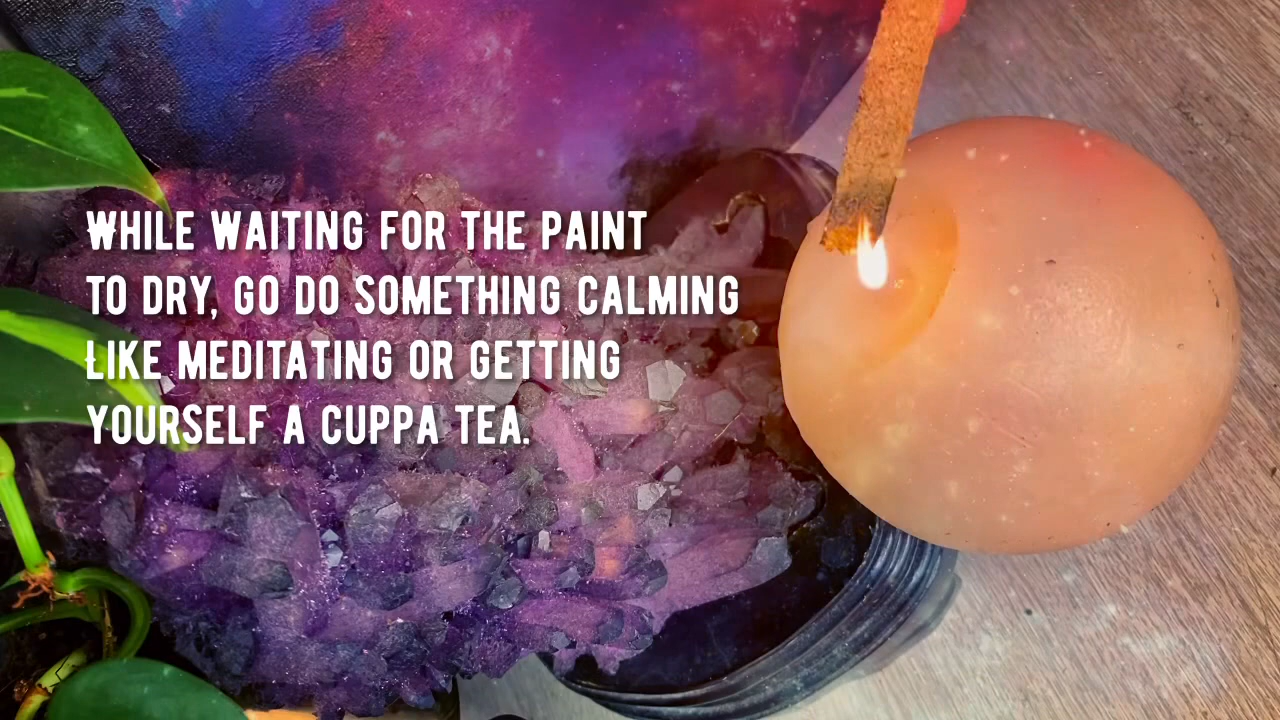 WHILE WAITING FOR THE PAINT
TO DRY, GO DO SOMETHING CALMING
LIKE MEDITATING OR GETTING
YOURSELF A CUPPA TEA.